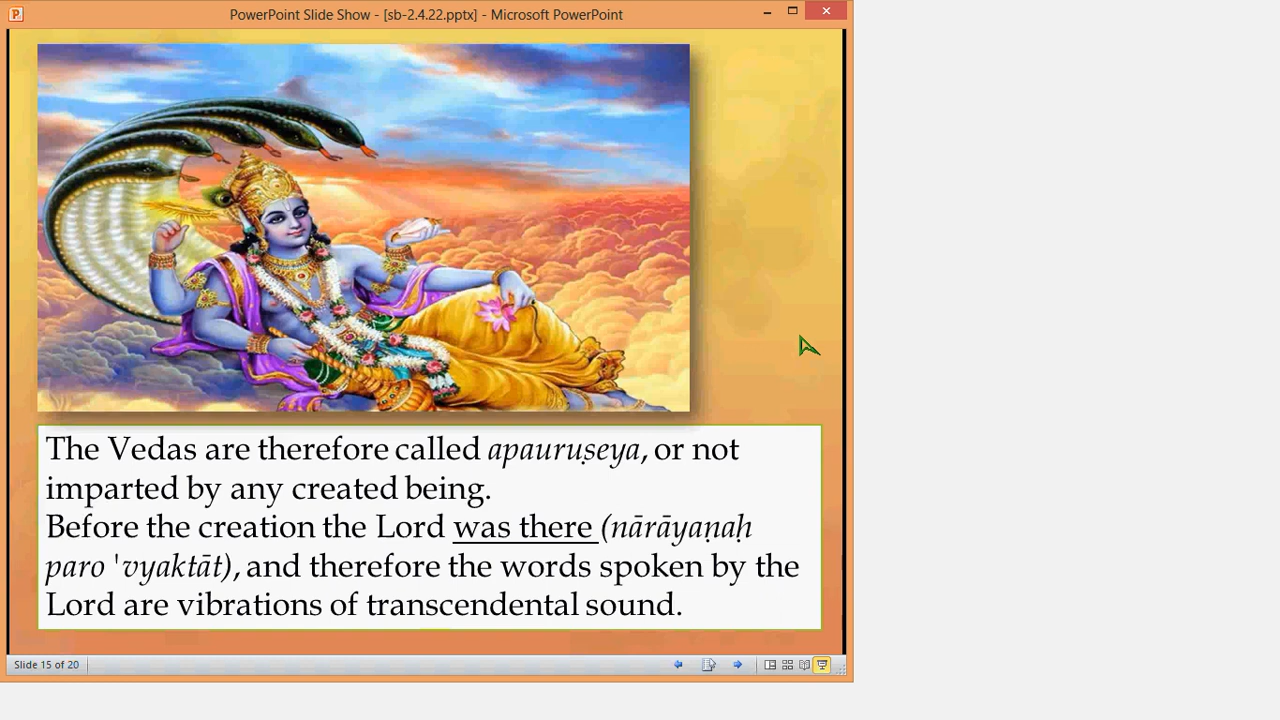 PowerPoint Slide Show - [sb-2.4.22.pptx] - Microsoft PowerPoint
The Vedas are therefore called apauruṣeya, or not
imparted by any created being.
Before the creation the Lord was there (nārāyaṇaḥ
paro 'vyaktāt), and therefore the words spoken by the
Lord are vibrations of transcendental sound.
Slide 15 of 20